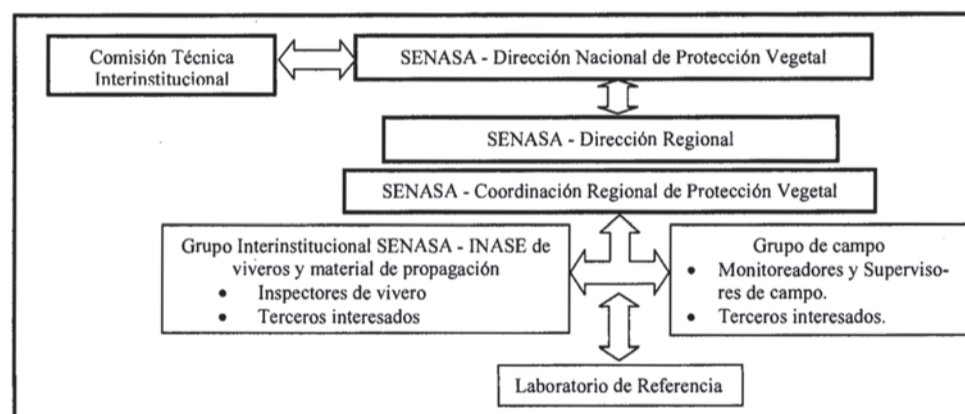 Comisión Técnica
Interinstitucional
SENASA - Dirección Nacional de Protección Vegetal
SENASA - Dirección Regional
SENASA - Coordinación Regional de Protección Vegetal
Grupo Interinstitucional SENASA - INASE de
viveros y material de propagación
• Inspectores de vivero
• Terceros interesados
Grupo de campo
• Monitoreadores y Superviso-
res de campo.
• Terceros interesados.
Laboratorio de Referencia